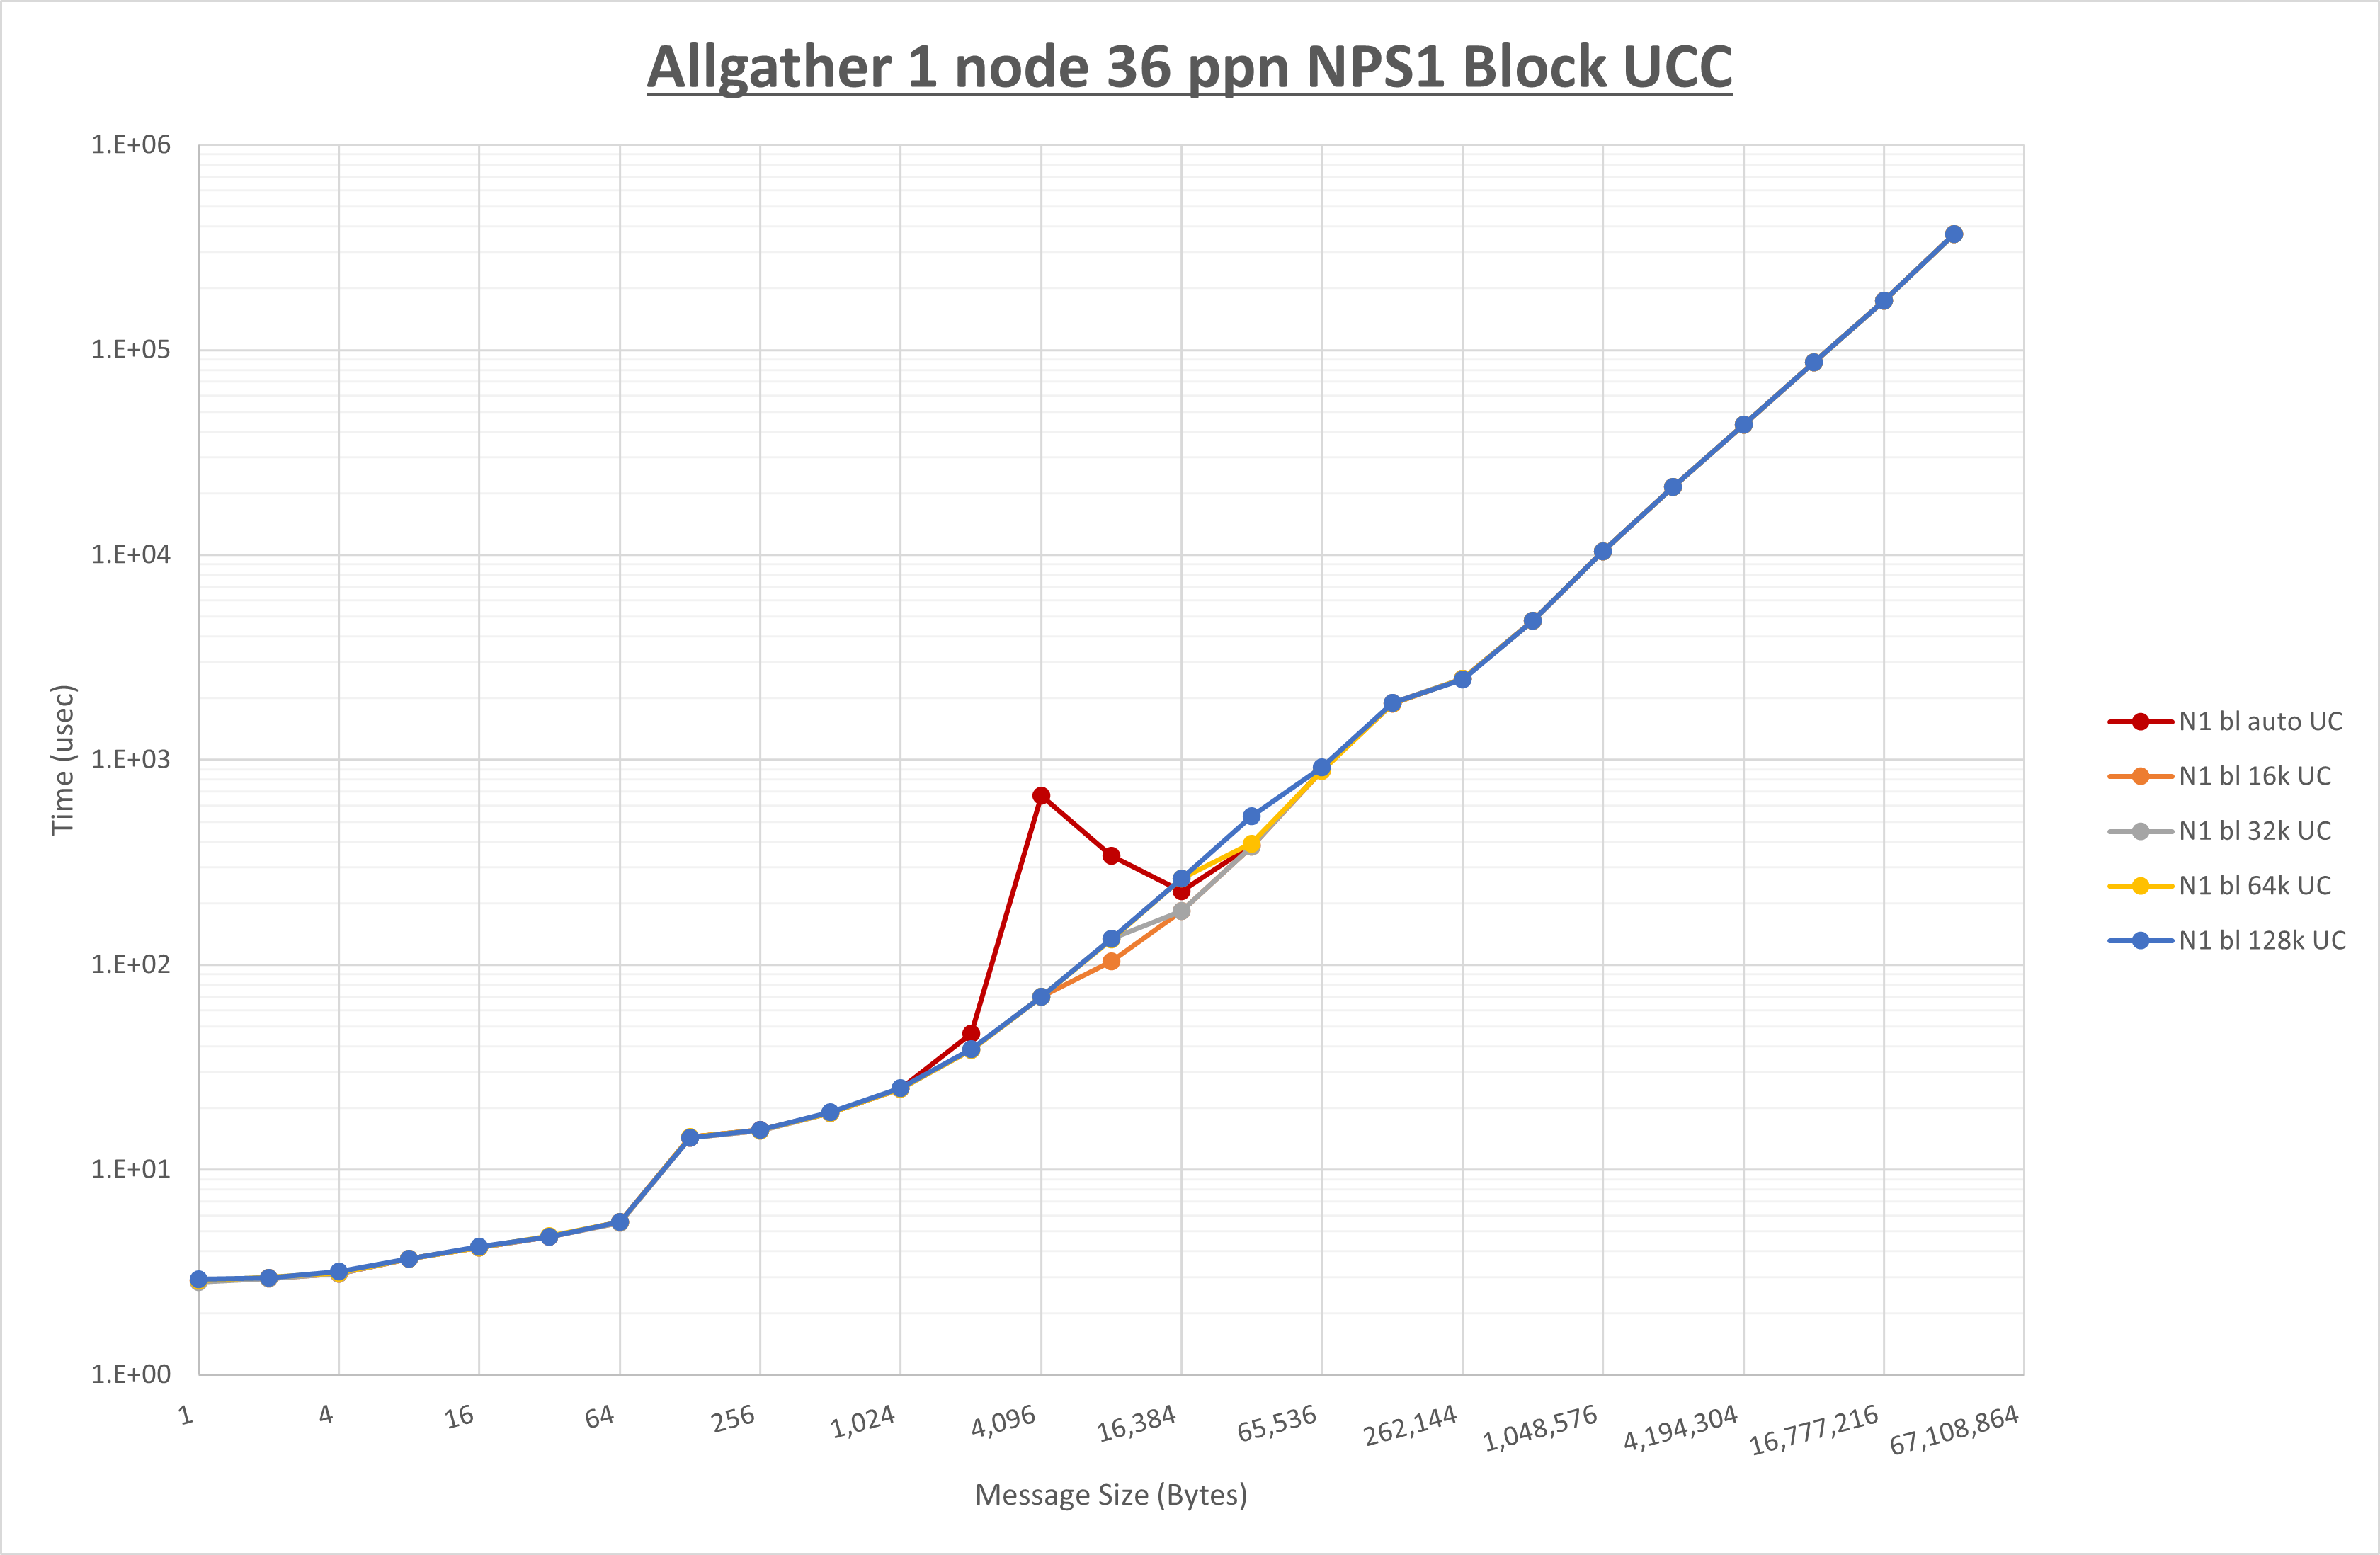 Allgather 1 node 36 ppn NPS1 Block UCC
1.E+06
1.E+05
1.E+04
1.E+03
1.E+02
1.E+01
1.E+00
Time (usec)
1 4 16 64 256 1,024 4,096 16,384 65,536 262,144 1,048,576 4,194,304 16,777,216 67,108,864
Message Size (Bytes)
N1 bl auto UC
N1 bl 16k UC
N1 bl 32k UC
N1 bl 64k UC
N1 bl 128k UC